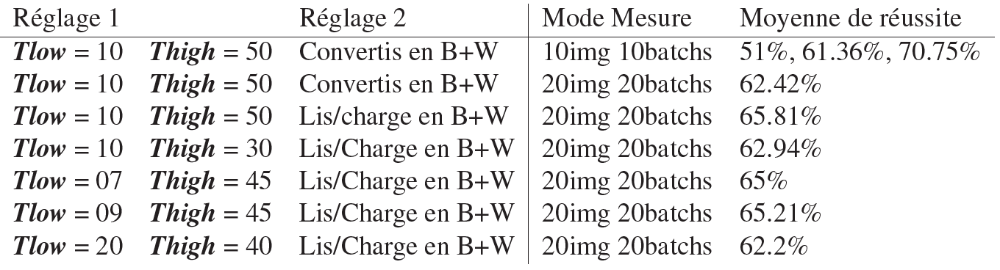 Réglage 1 Réglage 2 Mode Mesure Moyenne de réussite
Tlow = 10 Thigh = 50 Convertis en B+W 10img 10batchs 51%, 61.36%, 70.75%
Tlow = 10 Thigh = 50 Convertis en B+W 20img 20batchs 62.42%
Tlow = 10 Thigh = 50 Lis/charge en B+W 20img 20batchs 65.81%
Tlow = 10 Thigh = 30 Lis/Charge en B+W 20img 20batchs 62.94%
Tlow = 07 Thigh = 45 Lis/Charge en B+W 20img 20batchs 65%
Tlow = 09 Thigh = 45 Lis/Charge en B+W 20img 20batchs 65.21%
Tlow = 20 Thigh = 40 Lis/Charge en B+W 20img 20batchs 62.2%